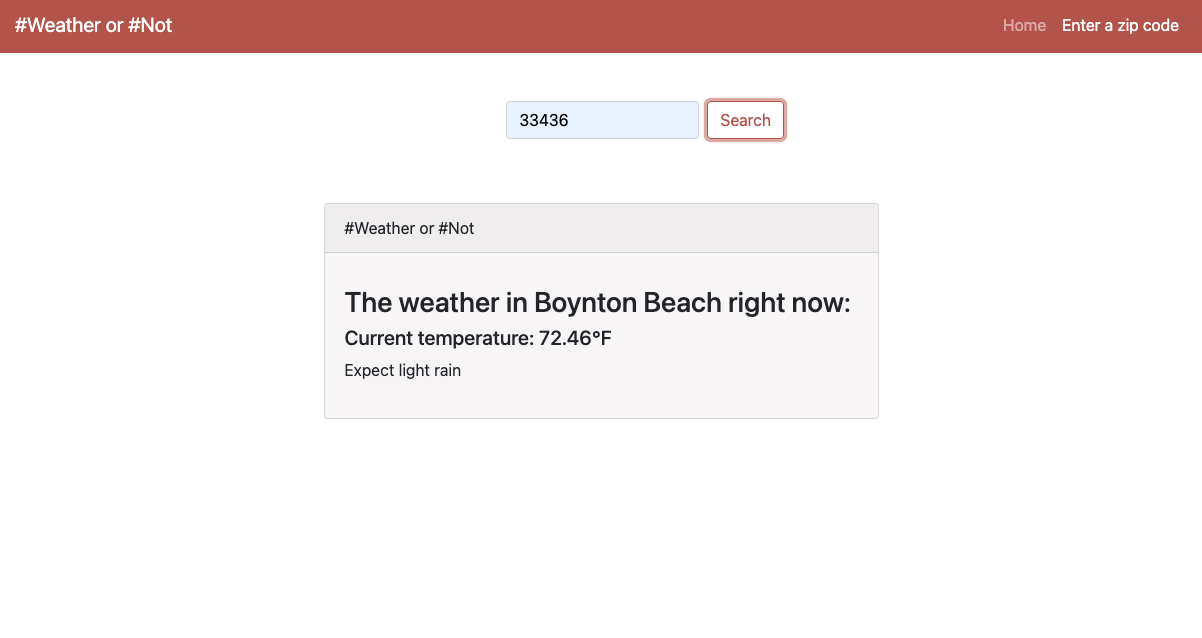 #Weather or #Not
Home Enter a zip code
33436 Search
#Weather or #Not
The weather in Boynton Beach right now:
Current temperature: 72.46°F
Expect light rain